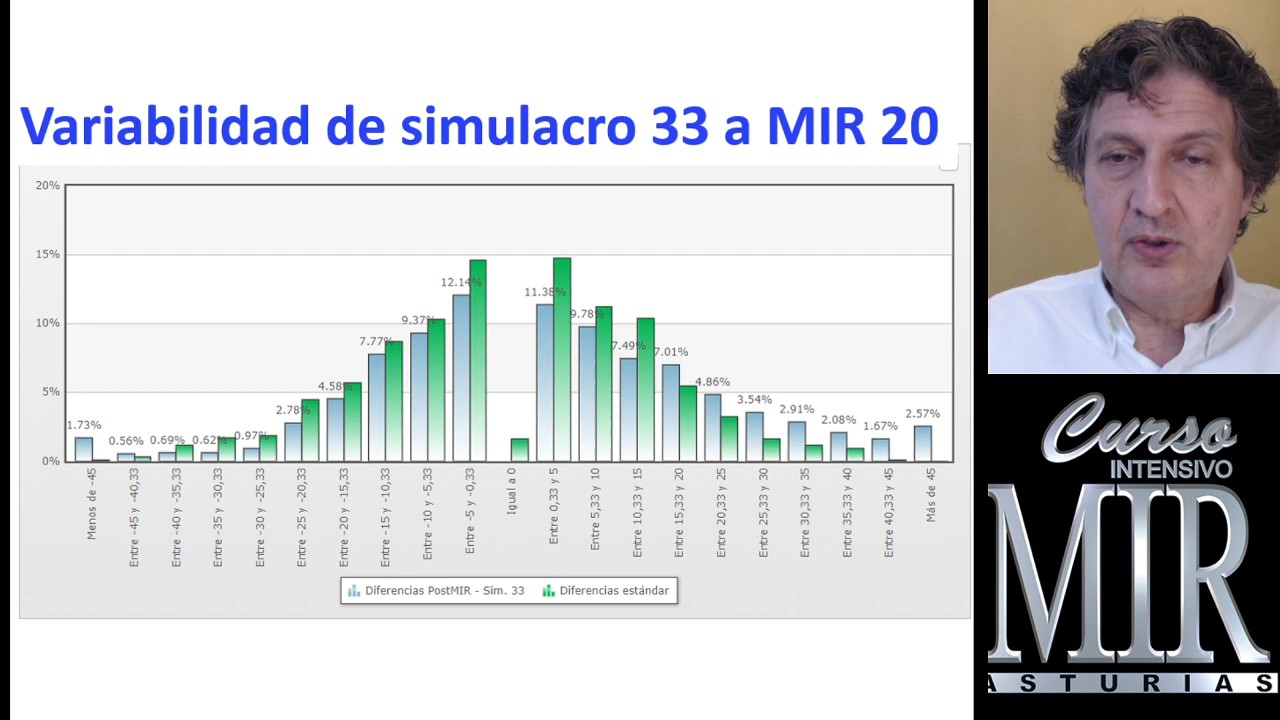 Variabilidad de simulacro 33 a MIR 20
20%
15%
10%
5%
0%
1.73%
0.56%
0.69%
0.62%
0.97%
2.78%
4.58%
7.77%
9.37%
12.14%
11.38%
9.78%
7.49%
7.01%
4.86%
3.54%
2.91%
2.08%
1.67%
2.57%
Menos de -45
Entre -45 y -40,33
Entre -40 y -35,33
Entre -35 y -30,33
Entre -30 y -25,33
Entre -25 y -20,33
Entre -20 y -15,33
Entre -15 y -10,33
Entre -10 y -5,33
Entre -5 y -0,33
Igual a 0
Entre 0,33 y 5
Entre 5,33 y 10
Entre 10,33 y 15
Entre 15,33 y 20
Entre 20,33 y 25
Entre 25,33 y 30
Entre 30,33 y 35
Entre 35,33 y 40
Entre 40,33 y 45
Más de 45
Diferencias PostMIR - Sim. 33
Diferencias estándar
Curso
INTENSIVO
MIR
ASTURIAS